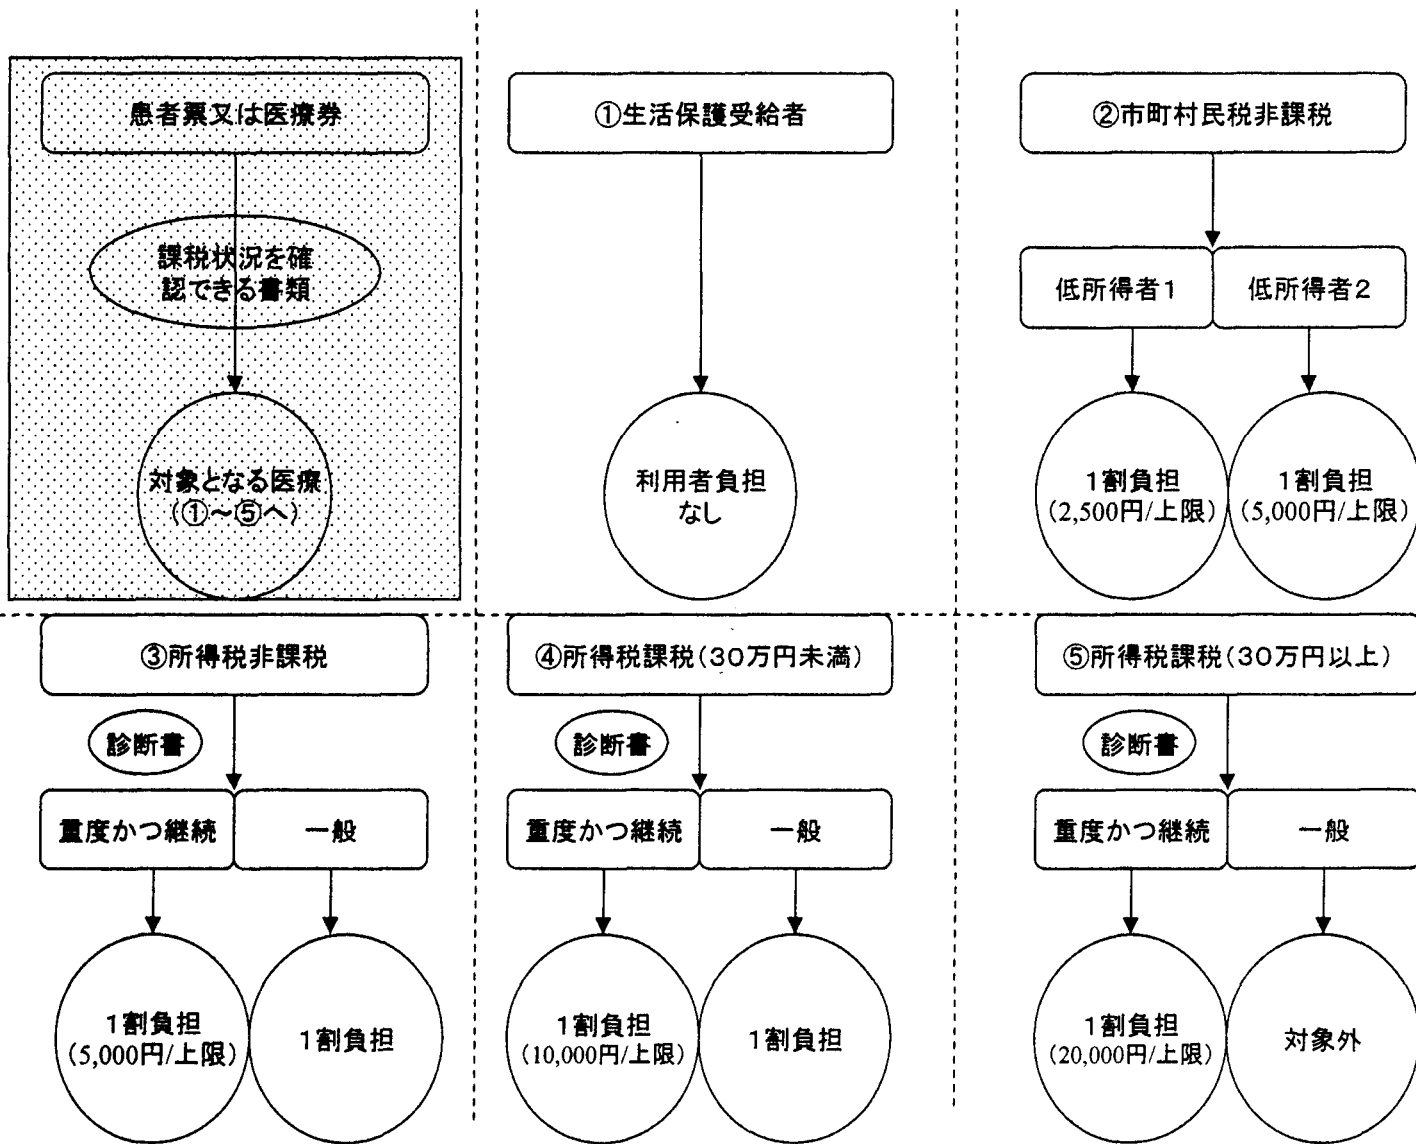 患者票又は医療券
課税状況を確
認できる書類
対象となる医療
(①～⑤へ)
①生活保護受給者
利用者負担
なし
②市町村民税非課税
低所得者1
低所得者2
1割負担
(2,500円/上限)
1割負担
(5,000円/上限)
③所得税非課税
診断書
重度かつ継続
一般
1割負担
(5,000円/上限)
1割負担
④所得税課税(30万円未満)
診断書
重度かつ継続
一般
1割負担
(10,000円/上限)
1割負担
⑤所得税課税(30万円以上)
診断書
重度かつ継続
一般
1割負担
(20,000円/上限)
対象外